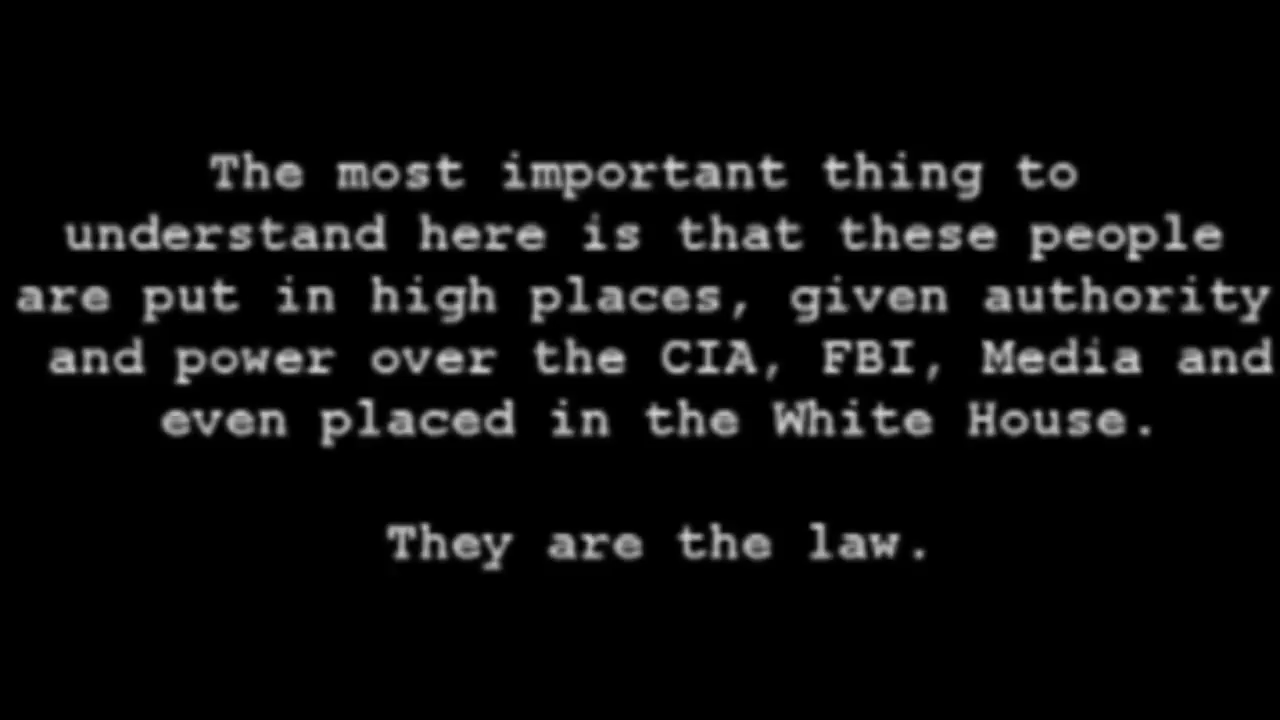 The most important thing to
understand here is that these people
are put in high places, given authority
and power over the CIA, FBI, Media and
even placed in the White House.
They are the law.